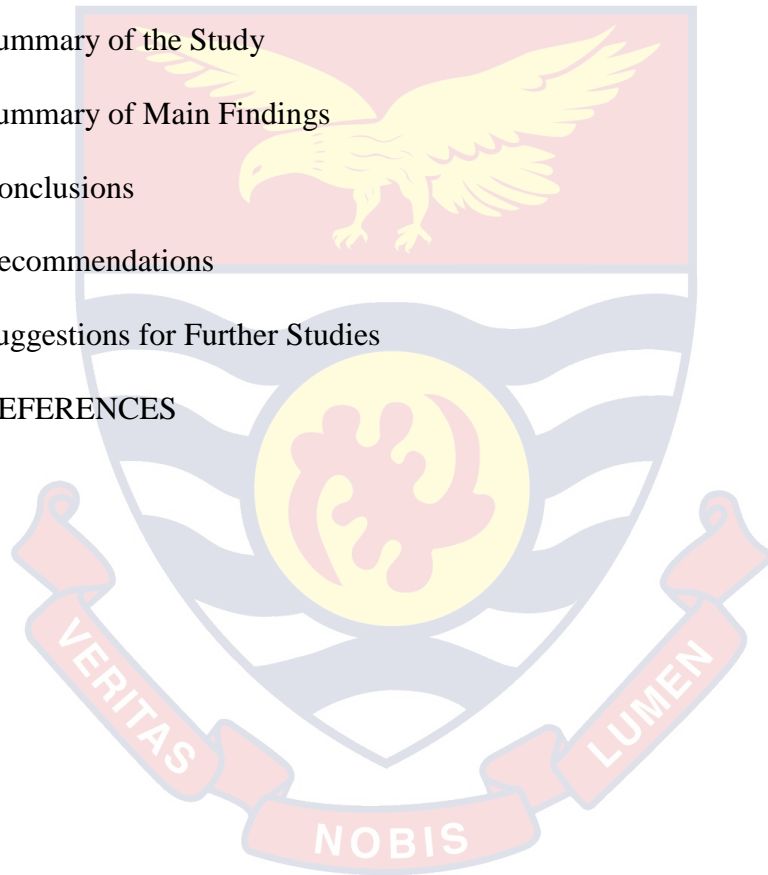 ummary of the Study
ummary of Main Findings
onclusions
ecommendations
uggestions for Further Studies
EFERENCES
VERITAS
NOBIS
LUMEN